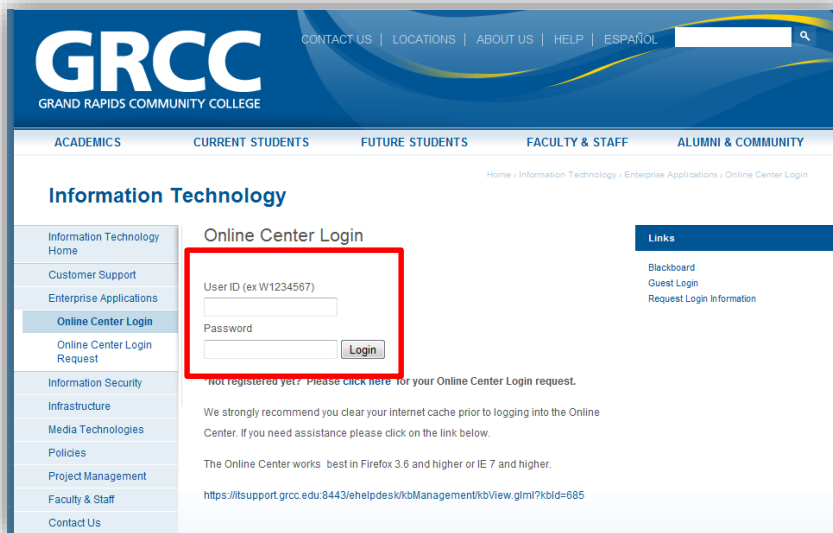 GRCC
GRAND RAPIDS COMMUNITY COLLEGE
CONTACT US | LOCATIONS | ABOUT US | HELP | ESPAÑOL
ACADEMICS CURRENT STUDENTS FUTURE STUDENTS FACULTY & STAFF ALUMNI & COMMUNITY
Home › Information Technology › Enterprise Applications › Online Center Login
Information Technology
Information Technology
Home
Customer Support
Enterprise Applications
Online Center Login
Online Center Login
Request
Information Security
Infrastructure
Media Technologies
Policies
Project Management
Faculty & Staff
Contact Us
Online Center Login
User ID (ex W1234567)
Password
Login
*Not registered yet? Please click here for your Online Center Login request.
We strongly recommend you clear your internet cache prior to logging into the Online
Center. If you need assistance please click on the link below.
The Online Center works best in Firefox 3.6 and higher or IE 7 and higher.
https://itsupport.grcc.edu:8443/ehelpdesk/kbManagement/kbView.glml?kbId=685
Links
Blackboard
Guest Login
Request Login Information